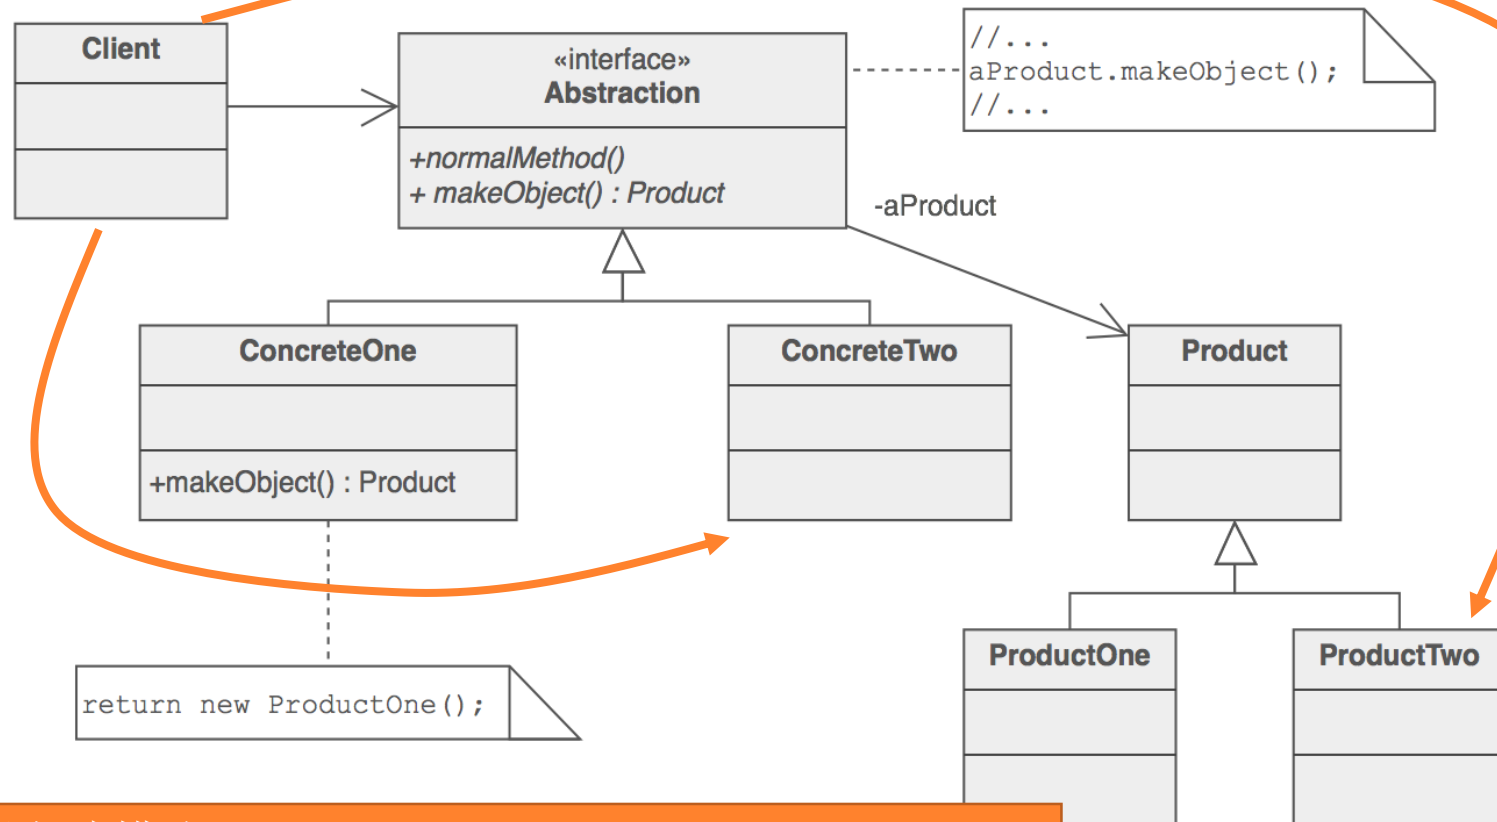 Client
«interface»
Abstraction
+normalMethod()
+ makeObject() : Product
//...
aProduct.makeObject();
//...
-aProduct
ConcreteOne
+makeObject() : Product
ConcreteTwo
Product
return new ProductOne();
ProductOne
ProductTwo